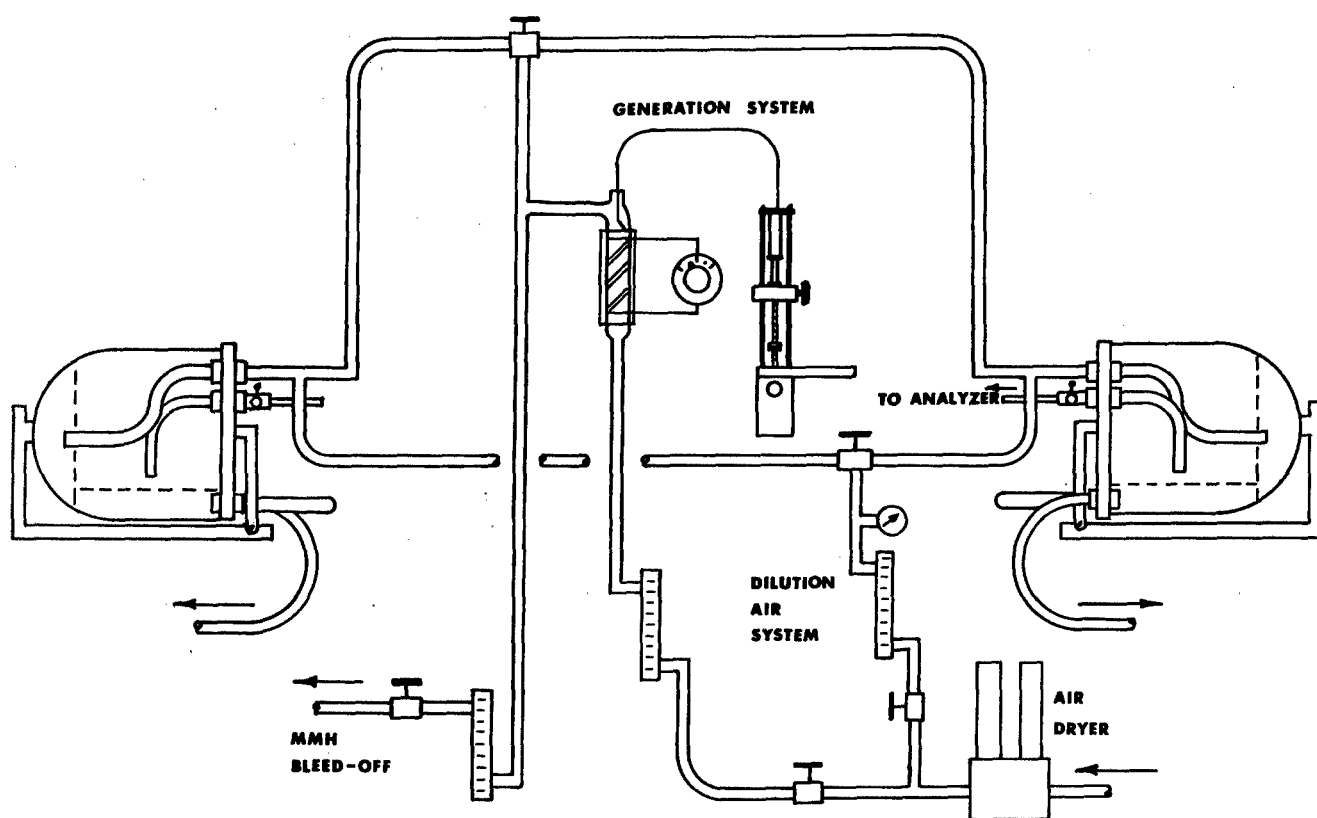 GENERATION SYSTEM
TO ANALYZER
DILUTION
AIR
SYSTEM
MMH
BLEED-OFF
AIR
DRYER